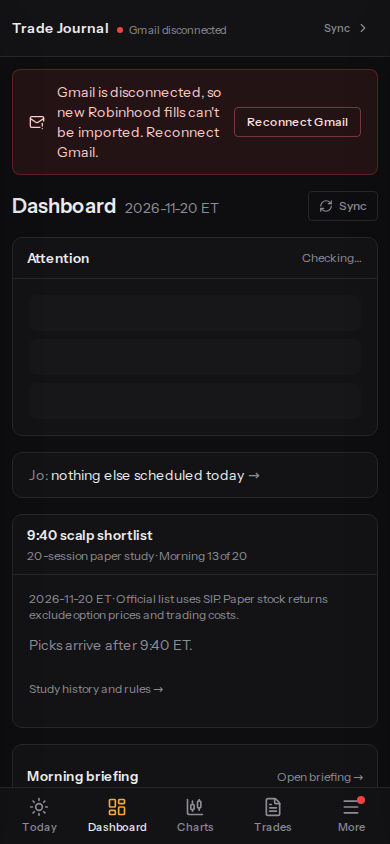 Trade Journal
Gmail disconnected
Sync
Gmail is disconnected, so
new Robinhood fills can't
be imported. Reconnect
Gmail.
Reconnect Gmail
Dashboard
2026-11-20 ET
Sync
Attention
Checking...
Jo: nothing else scheduled today →
9:40 scalp shortlist
20-session paper study · Morning 13 of 20
2026-11-20 ET · Official list uses SIP. Paper stock returns
exclude option prices and trading costs.
Picks arrive after 9:40 ET.
Study history and rules →
Morning briefing
Open briefing →
Today
Dashboard
Charts
Trades
More